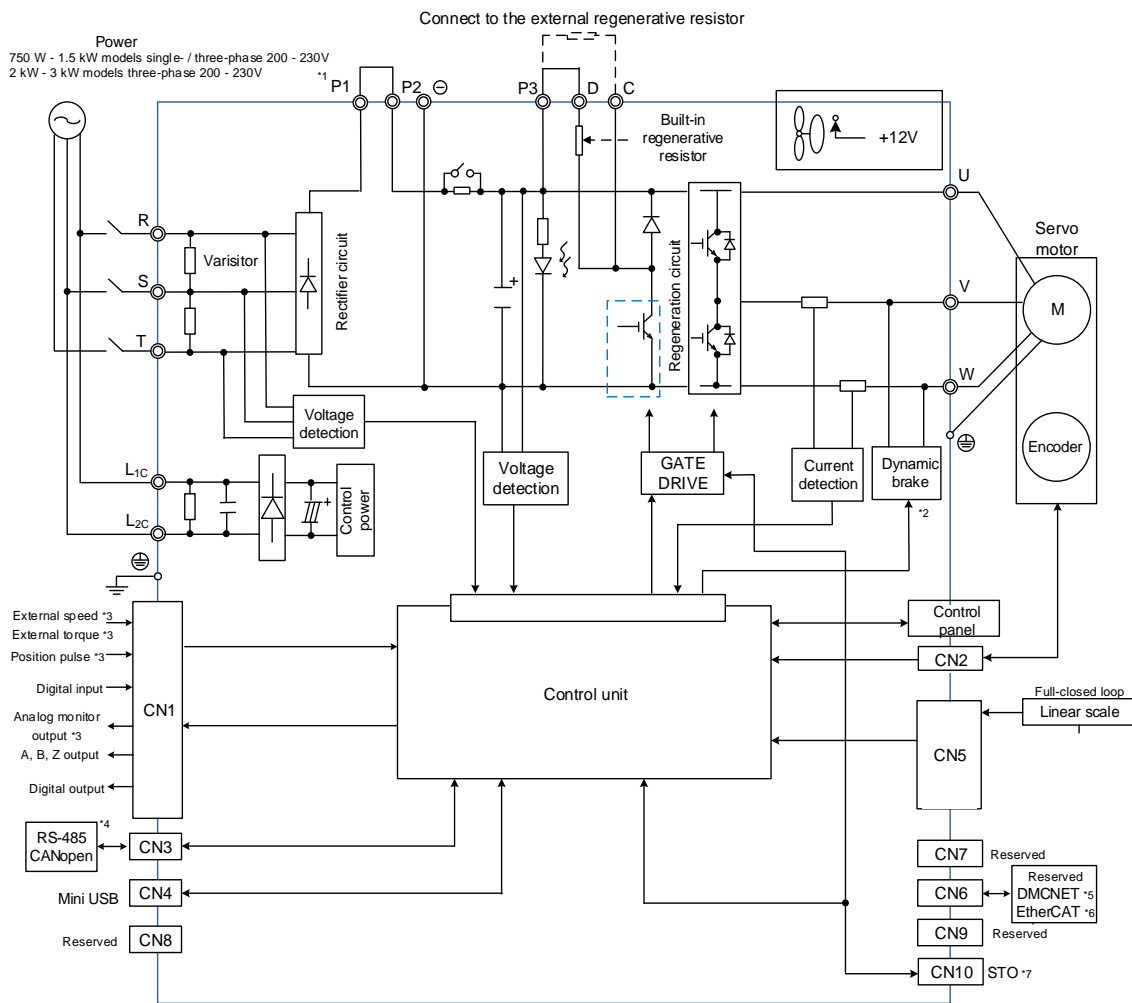 Connect to the external regenerative resistor
Power
750 W - 1.5 kW models single- / three-phase 200 - 230V
2 kW - 3 kW models three-phase 200 - 230V
*1
P1
P2
⊖
P3
D
C
Built-in
regenerative
resistor
+12V
U
R
Varisitor
S
T
Rectifier circuit
Regeneration circuit
Servo
motor
V
M
W
Voltage
detection
Voltage
detection
GATE
DRIVE
Current
detection
Dynamic
brake
*2
Encoder
L1C
+
+
Control
power
L2C
External speed *3
External torque *3
Position pulse *3
Digital input
Analog monitor
output *3
A, B, Z output
Digital output
CN1
Control unit
Control
panel
CN2
Full-closed loop
Linear scale
CN5
RS-485
CANopen
*4
CN3
Mini USB
CN4
Reserved
CN8
CN7
Reserved
CN6
Reserved
DMCNET *5
EtherCAT *6
CN9
Reserved
CN10
STO *7